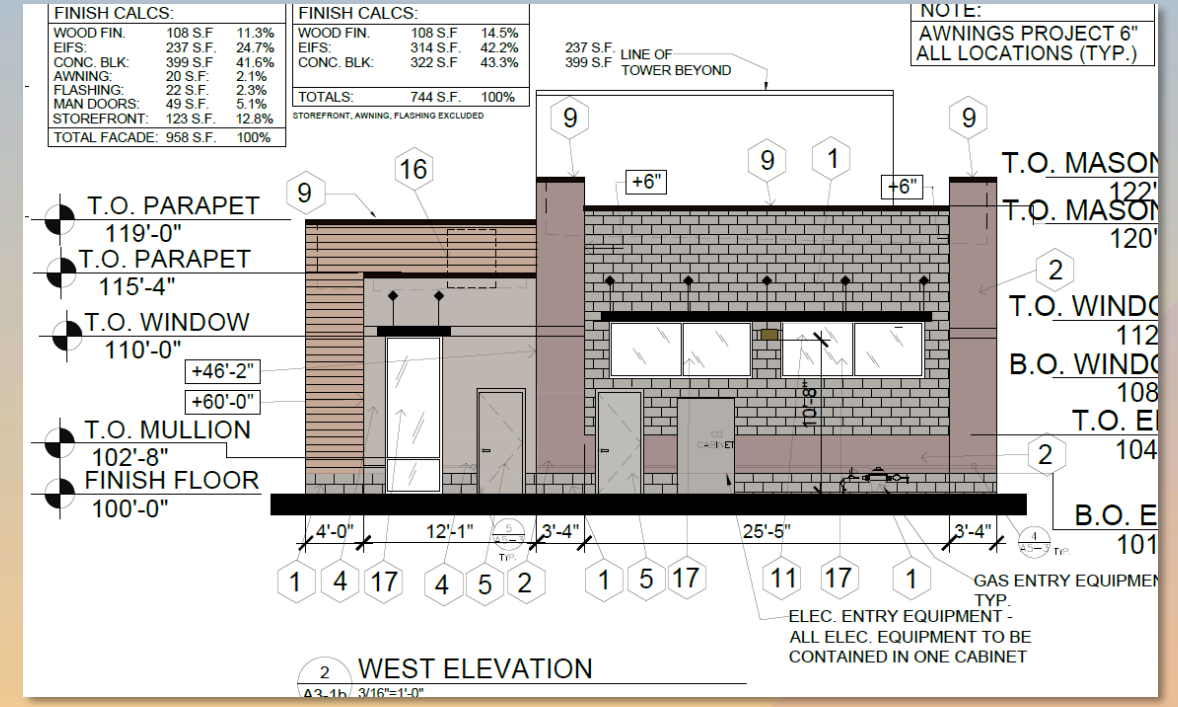 FINISH CALCS:
WOOD FIN. 108 S.F 11.3%
EIFS: 237 S.F. 24.7%
CONC. BLK: 399 S.F 41.6%
AWNING: 20 S.F. 2.1%
FLASHING: 22 S.F. 2.3%
MAN DOORS: 49 S.F. 5.1%
STOREFRONT: 123 S.F. 12.8%
TOTAL FACADE: 958 S.F. 100%
FINISH CALCS:
WOOD FIN. 108 S.F 14.5%
EIFS: 314 S.F. 42.2%
CONC. BLK: 322 S.F 43.3%
TOTALS: 744 S.F. 100%
STOREFRONT, AWNING, FLASHING EXCLUDED
237 S.F.
399 S.F
LINE OF
TOWER BEYOND
NOTE:
AWNINGS PROJECT 6"
ALL LOCATIONS (TYP.)
9
9
9
1
16
9
+6"
+6"
T.O. PARAPET
119'-0"
T.O. PARAPET
115'-4"
T.O. WINDOW
110'-0"
+46'-2"
+60'-0"
T.O. MULLION
102'-8"
FINISH FLOOR
100'-0"
T.O. MASON
122'
T.O. MASON
120'
2
T.O. WINDO
112
B.O. WINDO
108
T.O. E
104
2
B.O. E
101
10'-8"
CABINET
4'-0" 12'-1" 3'-4" 25'-5" 3'-4"
5
A5-3
TYP.
4
A5-3
TYP.
1 4 17 4 5 2 1 5 17 11 17 1
GAS ENTRY EQUIPMEN
TYP.
ELEC. ENTRY EQUIPMENT -
ALL ELEC. EQUIPMENT TO BE
CONTAINED IN ONE CABINET
2
A3-1b
WEST ELEVATION
3/16"=1'-0"